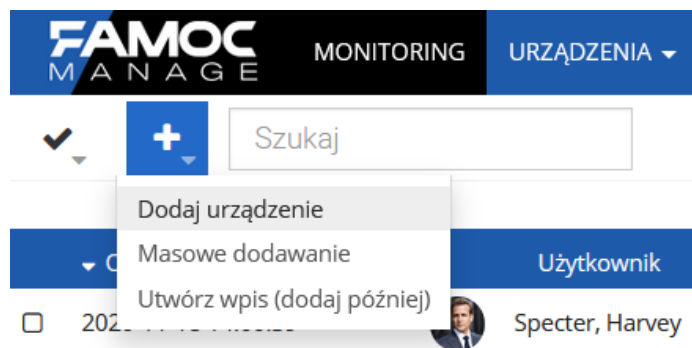 FAMOC
MANAGE
MONITORING
URZĄDZENIA
Szukaj
Dodaj urządzenie
Masowe dodawanie
Użytkownik
Utwórz wpis (dodaj później)
Specter, Harvey